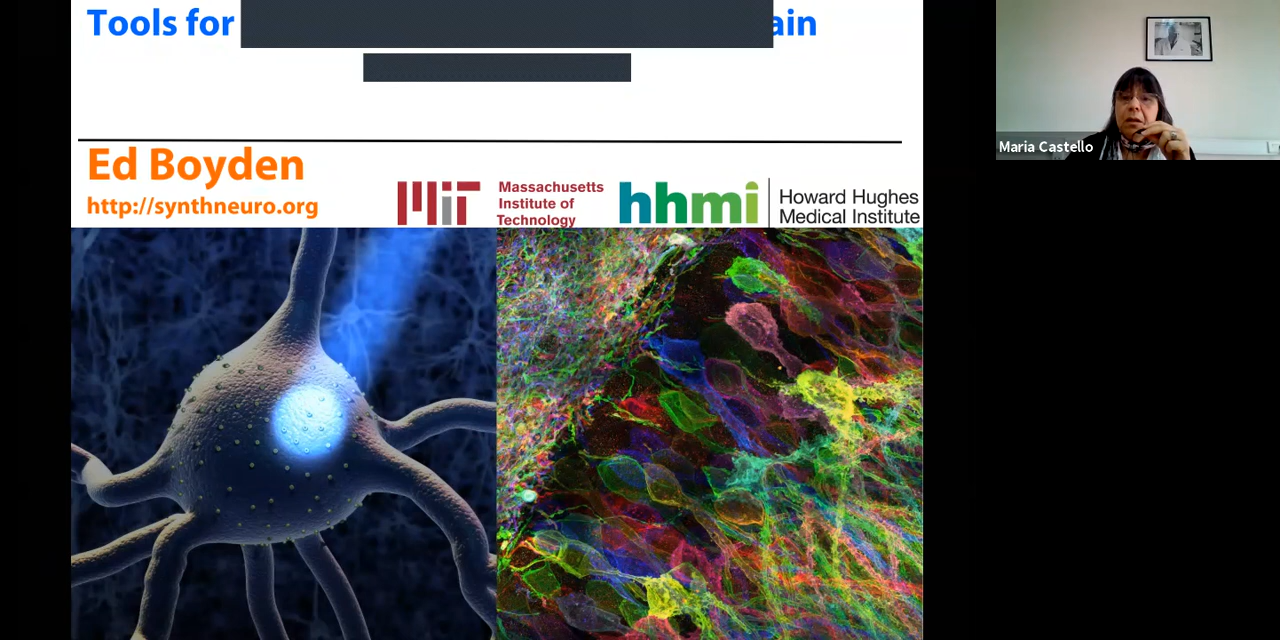 Tools for
ain
Ed Boyden
http://synthneuro.org
MIT
Massachusetts
Institute of
Technology
hhmi
Howard Hughes
Medical Institute
Maria Castello